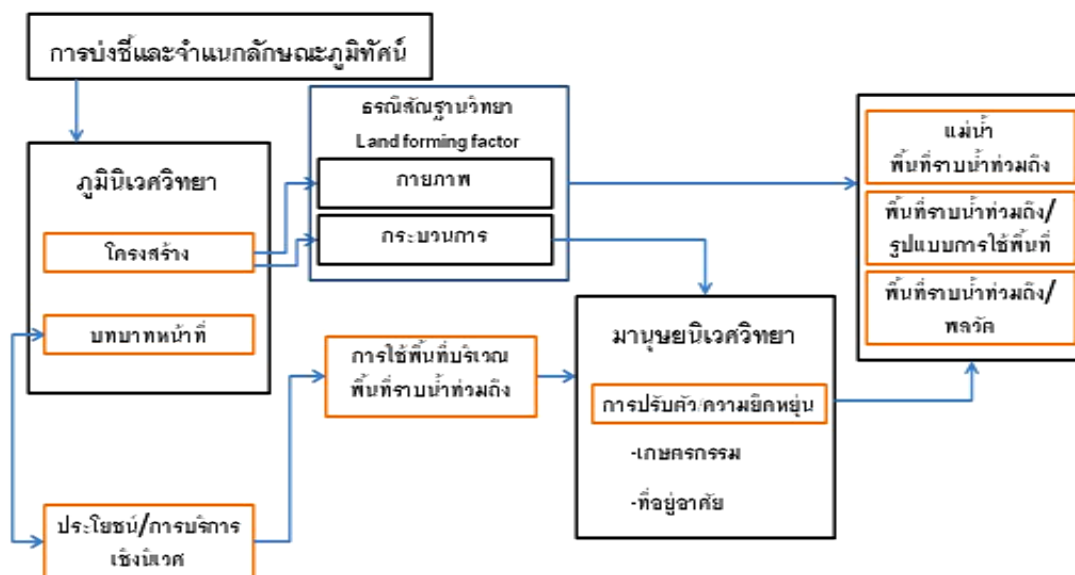 การบ่งชี้และจำแนกลักษณะภูมิทัศน์
ภูมินิเวศวิทยา
โครงสร้าง
บทบาทหน้าที่
ประโยชน์/การบริการ
เชิงนิเวศ
ธรณีสัณฐานวิทยา
Land forming factor
กายภาพ
กระบวนการ
การใช้พื้นที่บริเวณ
พื้นที่ราบน้ำท่วมถึง
มานุษยนิเวศวิทยา
การปรับตัว/ความยืดหยุ่น
-เกษตรกรรม
-ที่อยู่อาศัย
แม่น้ำ
พื้นที่ราบน้ำท่วมถึง
พื้นที่ราบน้ำท่วมถึง/
รูปแบบการใช้พื้นที่
พื้นที่ราบน้ำท่วมถึง/
พลวัต